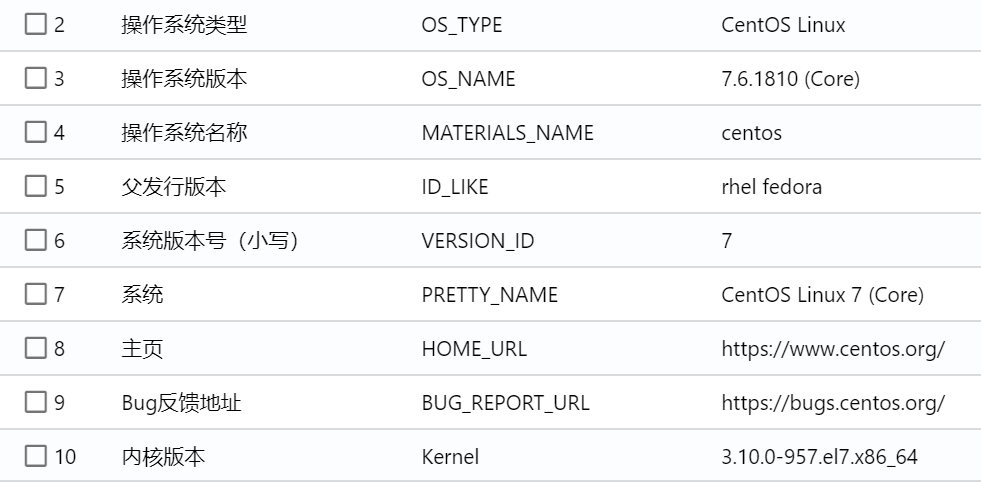 2 操作系统类型 OS_TYPE CentOS Linux
3 操作系统版本 OS_NAME 7.6.1810 (Core)
4 操作系统名称 MATERIALS_NAME centos
5 父发行版本 ID_LIKE rhel fedora
6 系统版本号（小写） VERSION_ID 7
7 系统 PRETTY_NAME CentOS Linux 7 (Core)
8 主页 HOME_URL https://www.centos.org/
9 Bug反馈地址 BUG_REPORT_URL https://bugs.centos.org/
10 内核版本 Kernel 3.10.0-957.el7.x86_64